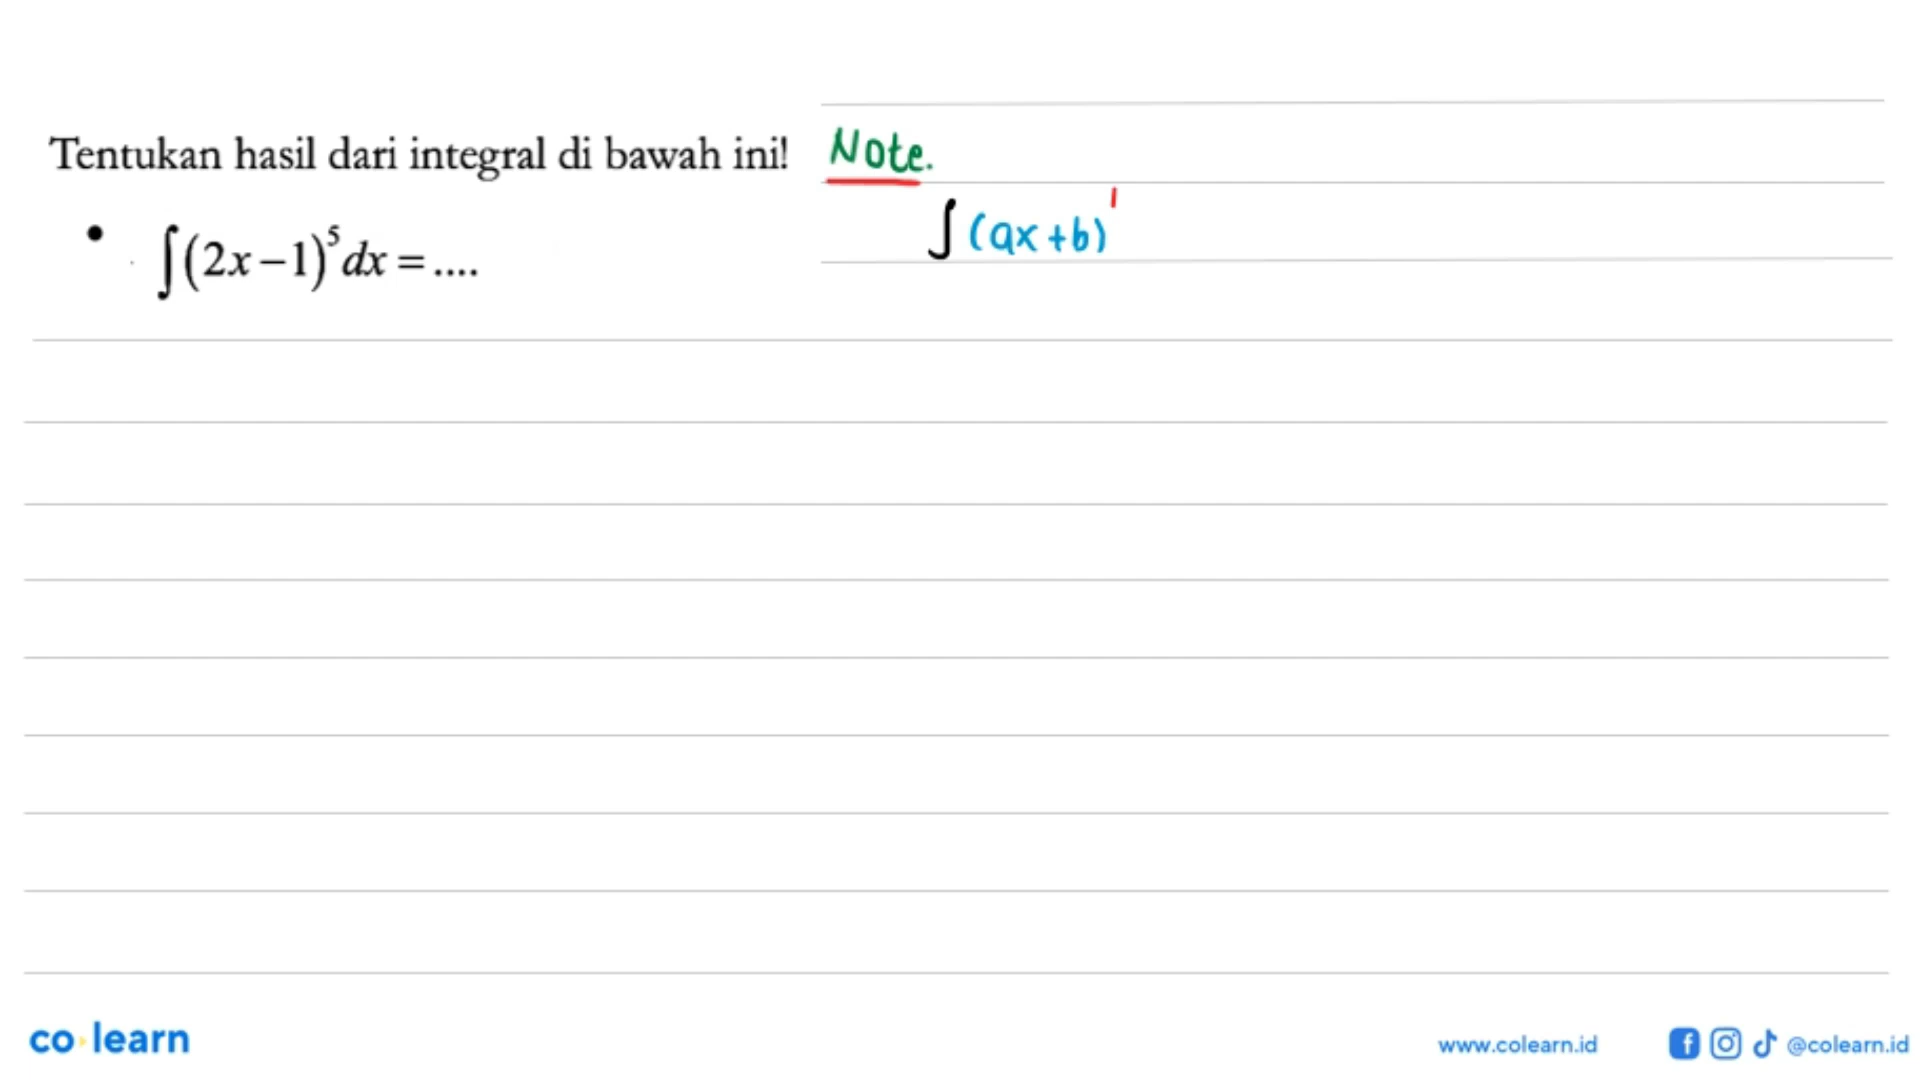 Tentukan hasil dari integral di bawah ini!
• ∫(2x−1)⁵dx=....
Note.
∫(ax+b)ᑊ
co learn
www.colearn.id
@colearn.id